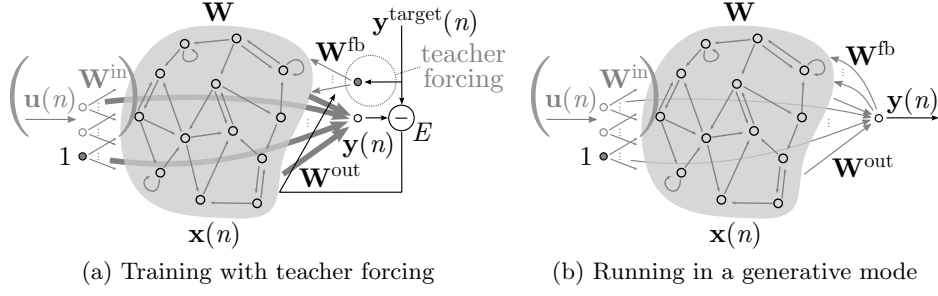 W
y^target(n)
W^fb
teacher
forcing
W^in
(u(n))
1
E
y(n)
W^out
x(n)
(a) Training with teacher forcing
W
W^fb
W^in
(u(n))
y(n)
1
W^out
x(n)
(b) Running in a generative mode